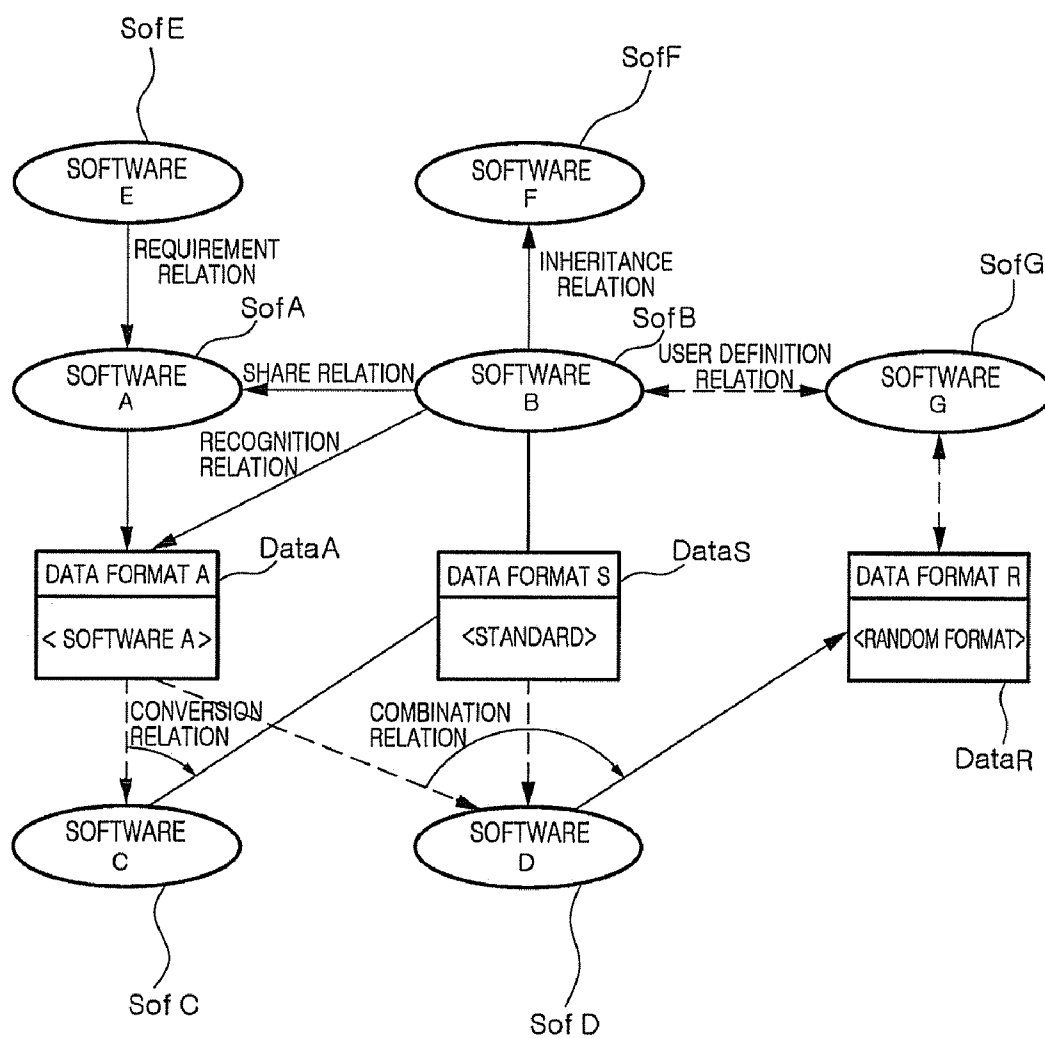 SofE
SofF
SOFTWARE
E
SOFTWARE
F
REQUIREMENT
RELATION
INHERITANCE
RELATION
SofG
SofA
SofB
SOFTWARE
A
SHARE RELATION
SOFTWARE
B
USER DEFINITION
RELATION
SOFTWARE
G
RECOGNITION
RELATION
DataA
DataS
DATA FORMAT A
DATA FORMAT S
DATA FORMAT R
< SOFTWARE A >
<STANDARD>
<RANDOM FORMAT>
CONVERSION
RELATION
COMBINATION
RELATION
DataR
SOFTWARE
C
SOFTWARE
D
Sof C
Sof D